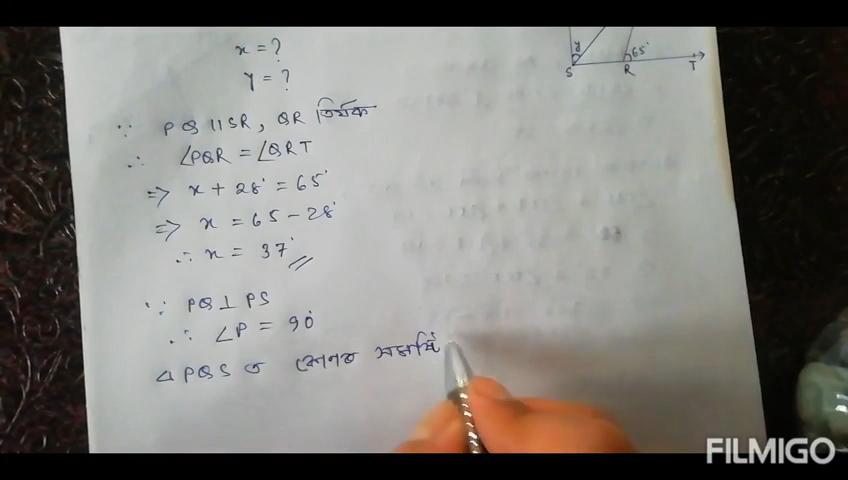 x = ?
y = ?
∵ PQ || SR, QR তিৰ্যক
∴ ∠PQR = ∠QRT
=> x + 28° = 65°
=> x = 65 - 28°
∴ x = 37°
∵ PQ ⊥ PS
∴ ∠P = 90°
Δ PQS ত কোণৰ সমষ্টি
y
65°
S R T
FILMIGO